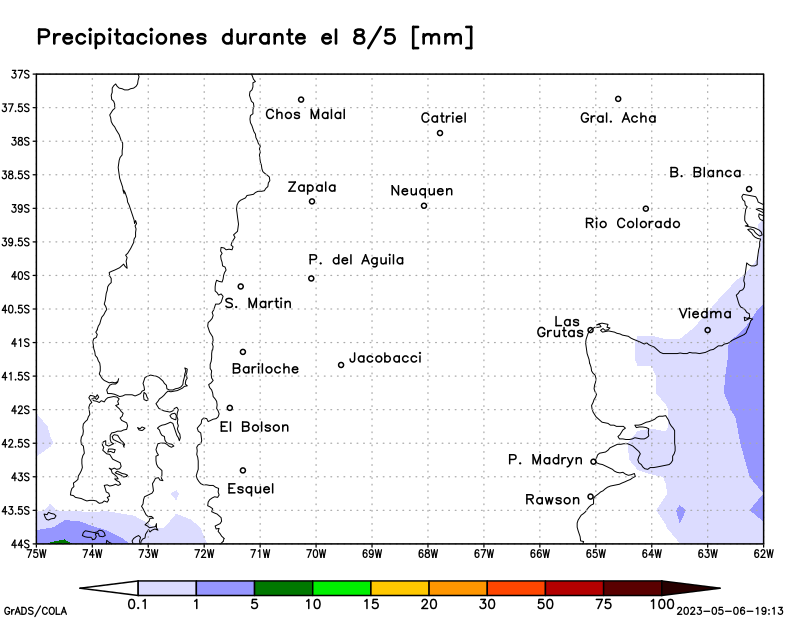 Precipitaciones durante el 8/5 [mm]
37S
37.5S
Chos Malal
Catriel
Gral. Acha
38S
38.5S
B. Blanca
Zapala
Neuquen
39S
Rio Colorado
39.5S
P. del Aguila
40S
S. Martin
40.5S
Viedma
Las
Grutas
41S
Jacobacci
Bariloche
41.5S
42S
El Bolson
42.5S
P. Madryn
43S
Esquel
Rawson
43.5S
44S
75W 74W 73W 72W 71W 70W 69W 68W 67W 66W 65W 64W 63W 62W
0.1 1 5 10 15 20 30 50 75 100
GrADS/COLA
2023-05-06-19:13